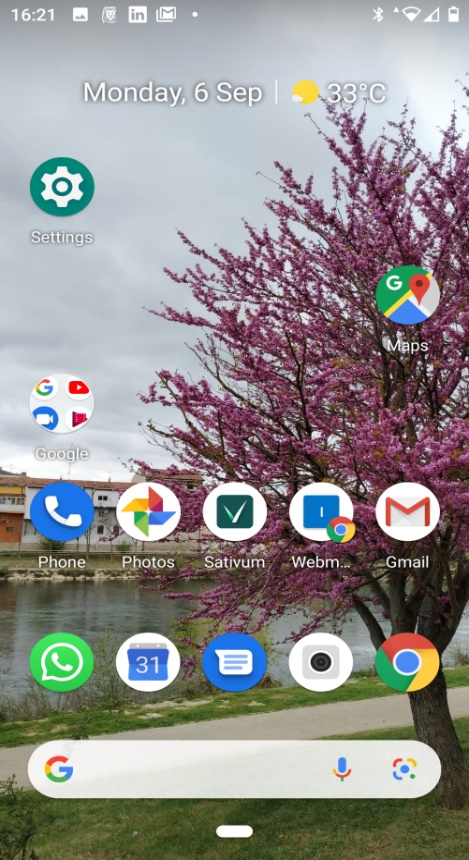 16:21
Monday, 6 Sep 33°C
Settings
Maps
Google
Phone Photos Sativum Webm... Gmail
31